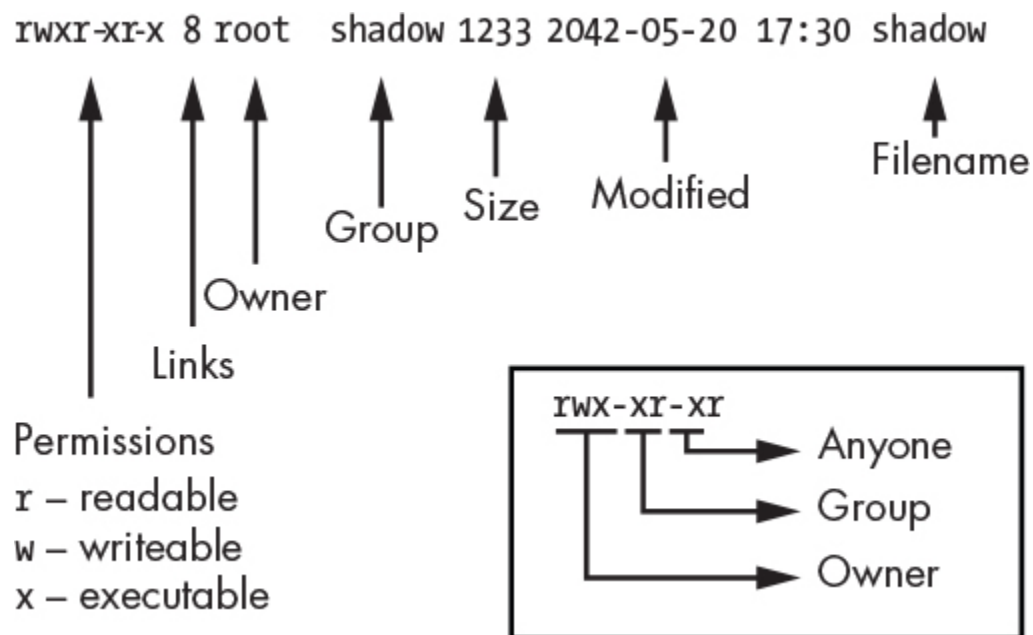 rwxr-xr-x 8 root shadow 1233 2042-05-20 17:30 shadow
Filename
Modified
Size
Group
Owner
Links
Permissions
r – readable
w – writeable
x – executable
rwx-xr-xr
Anyone
Group
Owner